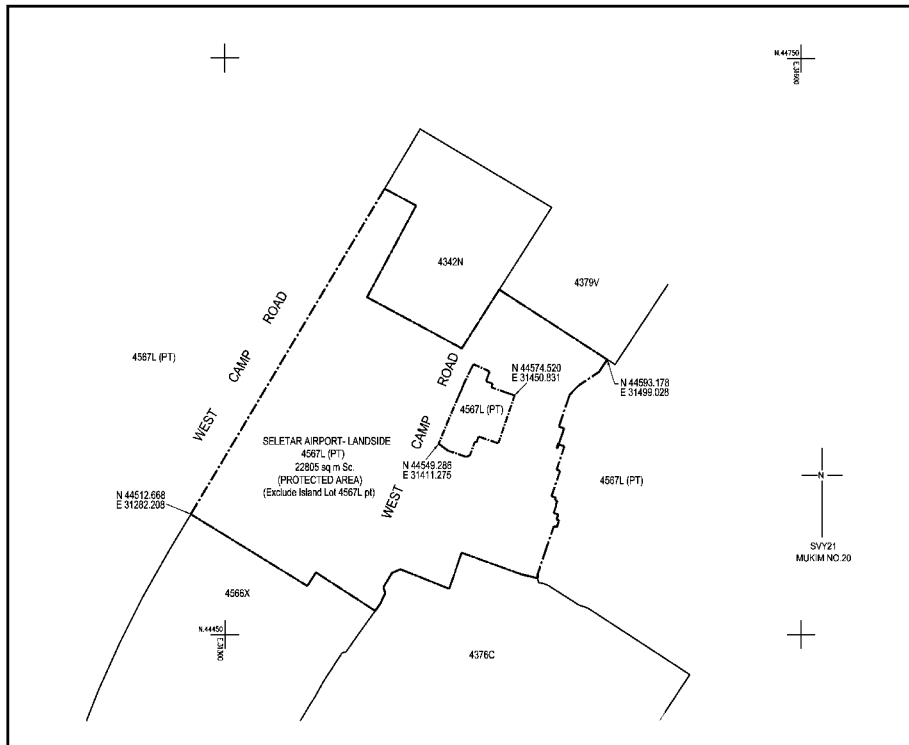 N.44750
E.31600
4342N
4379V
WEST CAMP ROAD
4567L (PT)
WEST CAMP ROAD
N 44574.520
E 31450.831
N 44593.178
E 31499.028
4567L (PT)
SELETAR AIRPORT- LANDSIDE
4567L (PT)
22805 sq m Sc.
(PROTECTED AREA)
(Exclude Island Lot 4567L pt)
N 44549.286
E 31411.275
4567L (PT)
N 44512.668
E 31282.208
N
SVY21
MUKIM NO.20
4566X
N.44450
E.31300
4376C